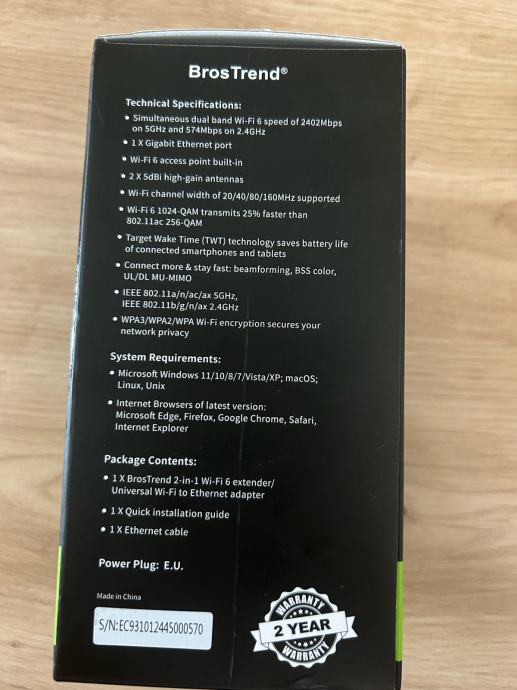 BrosTrend®
Technical Specifications:
• Simultaneous dual band Wi-Fi 6 speed of 2402Mbps
on 5GHz and 574Mbps on 2.4GHz
• 1 X Gigabit Ethernet port
• Wi-Fi 6 access point built-in
• 2 X 5dBi high-gain antennas
• Wi-Fi channel width of 20/40/80/160MHz supported
• Wi-Fi 6 1024-QAM transmits 25% faster than
802.11ac 256-QAM
• Target Wake Time (TWT) technology saves battery life
of connected smartphones and tablets
• Connect more & stay fast: beamforming, BSS color,
UL/DL MU-MIMO
• IEEE 802.11a/n/ac/ax 5GHz,
IEEE 802.11b/g/n/ax 2.4GHz
• WPA3/WPA2/WPA Wi-Fi encryption secures your
network privacy
System Requirements:
• Microsoft Windows 11/10/8/7/Vista/XP; macOS;
Linux, Unix
• Internet Browsers of latest version:
Microsoft Edge, Firefox, Google Chrome, Safari,
Internet Explorer
Package Contents:
• 1 X BrosTrend 2-in-1 Wi-Fi 6 extender/
Universal Wi-Fi to Ethernet adapter
• 1 X Quick installation guide
• 1 X Ethernet cable
Power Plug: E.U.
Made in China
S/N:EC931012445000570
WARRANTY
2 YEAR
WARRANTY